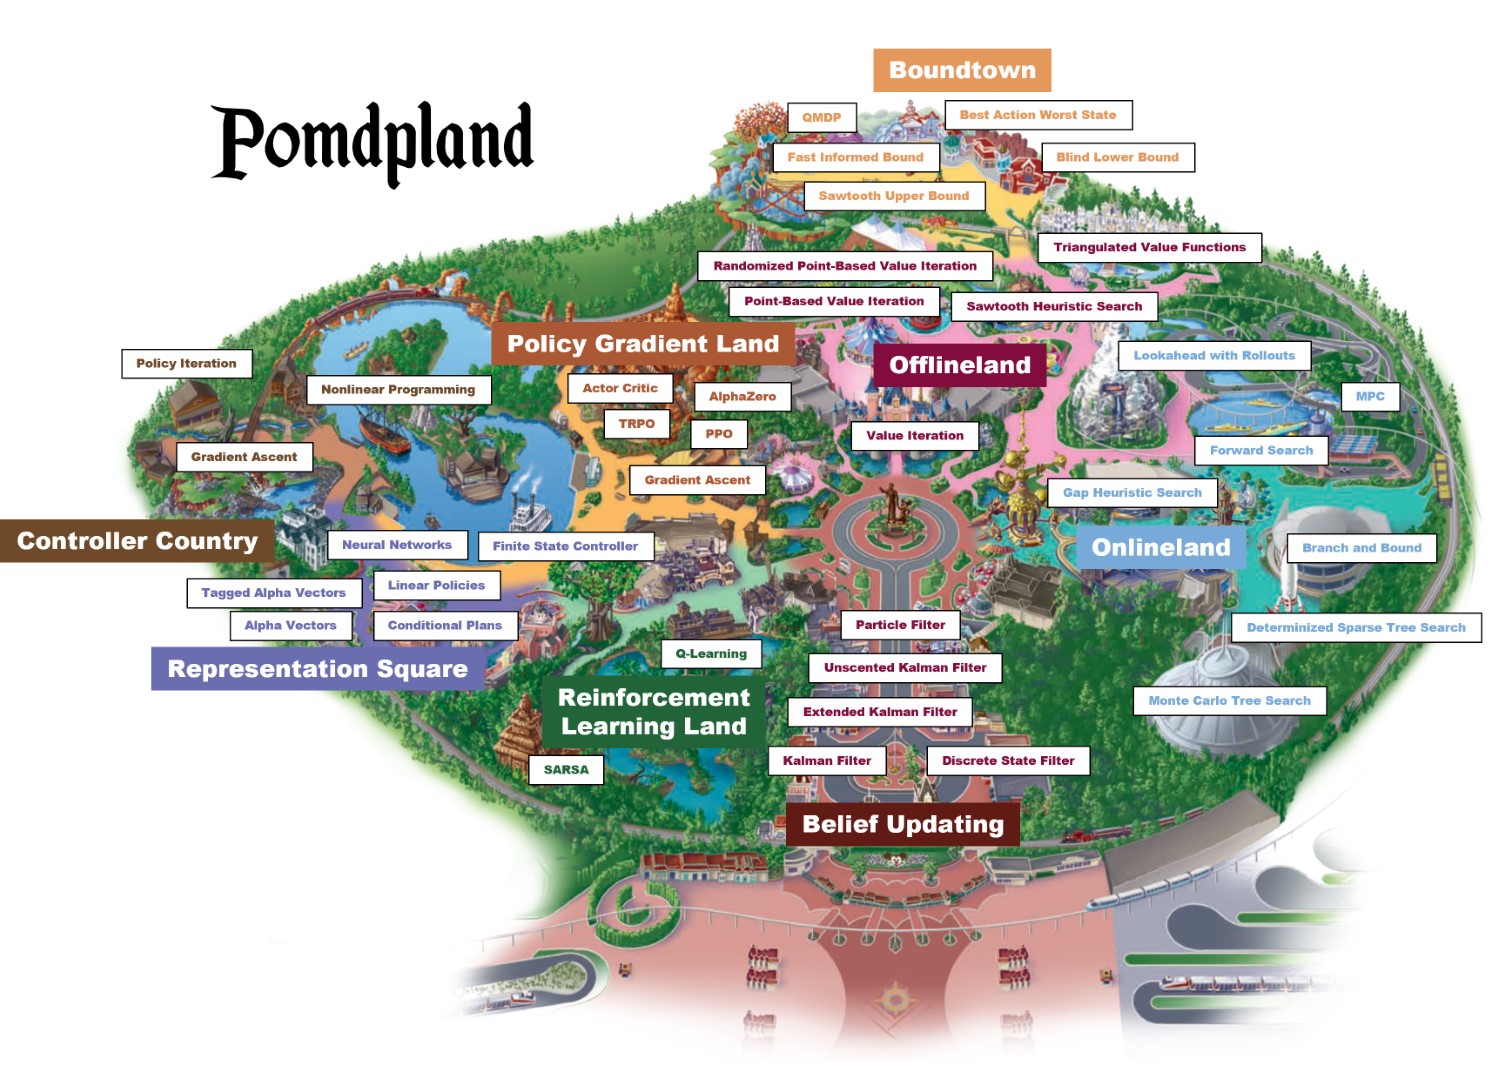 Boundtown
Pomdpland
QMDP
Best Action Worst State
Fast Informed Bound
Blind Lower Bound
Sawtooth Upper Bound
Triangulated Value Functions
Randomized Point-Based Value Iteration
Point-Based Value Iteration
Sawtooth Heuristic Search
Policy Gradient Land
Offlineland
Lookahead with Rollouts
Policy Iteration
Nonlinear Programming
Actor Critic
AlphaZero
MPC
TRPO
PPO
Value Iteration
Forward Search
Gradient Ascent
Gradient Ascent
Gap Heuristic Search
Controller Country
Neural Networks
Finite State Controller
Onlineland
Branch and Bound
Tagged Alpha Vectors
Linear Policies
Alpha Vectors
Conditional Plans
Particle Filter
Determinized Sparse Tree Search
Representation Square
Q-Learning
Unscented Kalman Filter
Reinforcement
Learning Land
Extended Kalman Filter
Monte Carlo Tree Search
SARSA
Kalman Filter
Discrete State Filter
Belief Updating